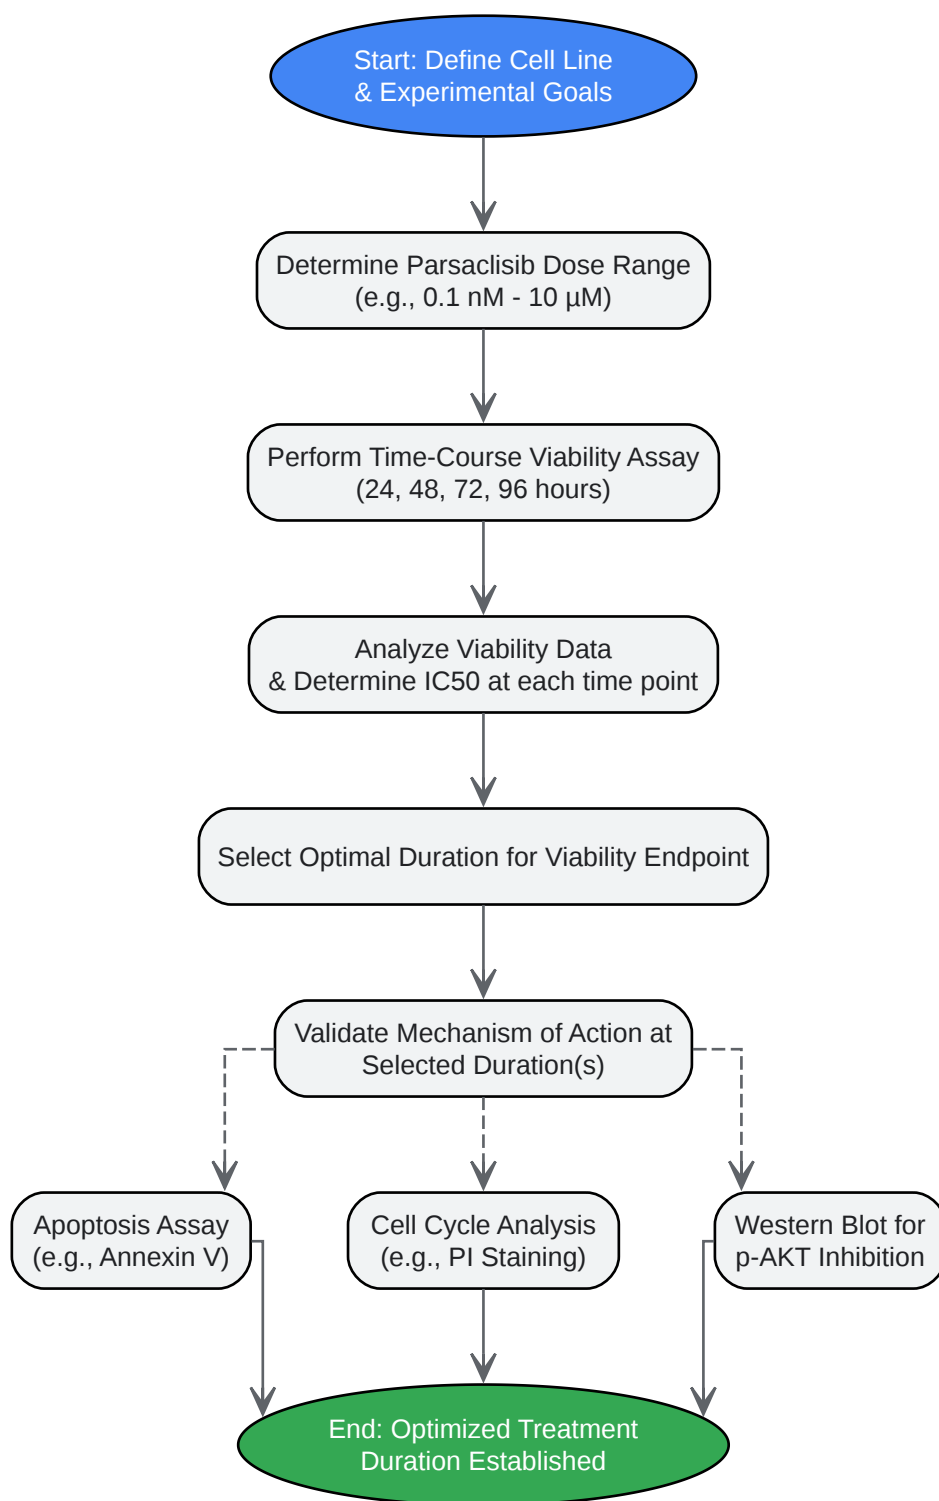 Start: Define Cell Line
& Experimental Goals
Determine Parsaclisib Dose Range
(e.g., 0.1 nM - 10 µM)
Perform Time-Course Viability Assay
(24, 48, 72, 96 hours)
Analyze Viability Data
& Determine IC50 at each time point
Select Optimal Duration for Viability Endpoint
Validate Mechanism of Action at
Selected Duration(s)
Apoptosis Assay
(e.g., Annexin V)
Cell Cycle Analysis
(e.g., PI Staining)
Western Blot for
p-AKT Inhibition
End: Optimized Treatment
Duration Established